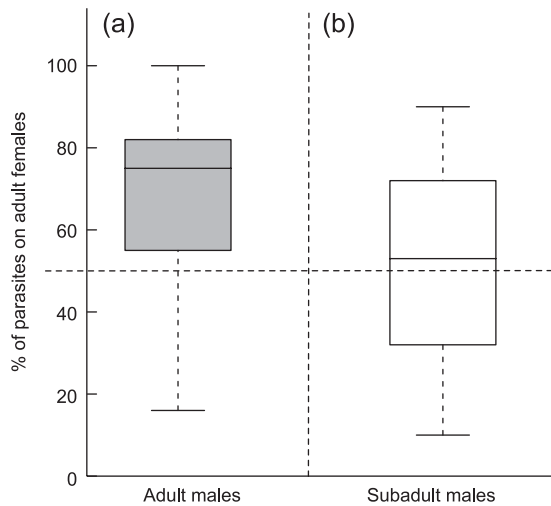 (a)
(b)
% of parasites on adult females
100
80
60
40
20
0
Adult males
Subadult males